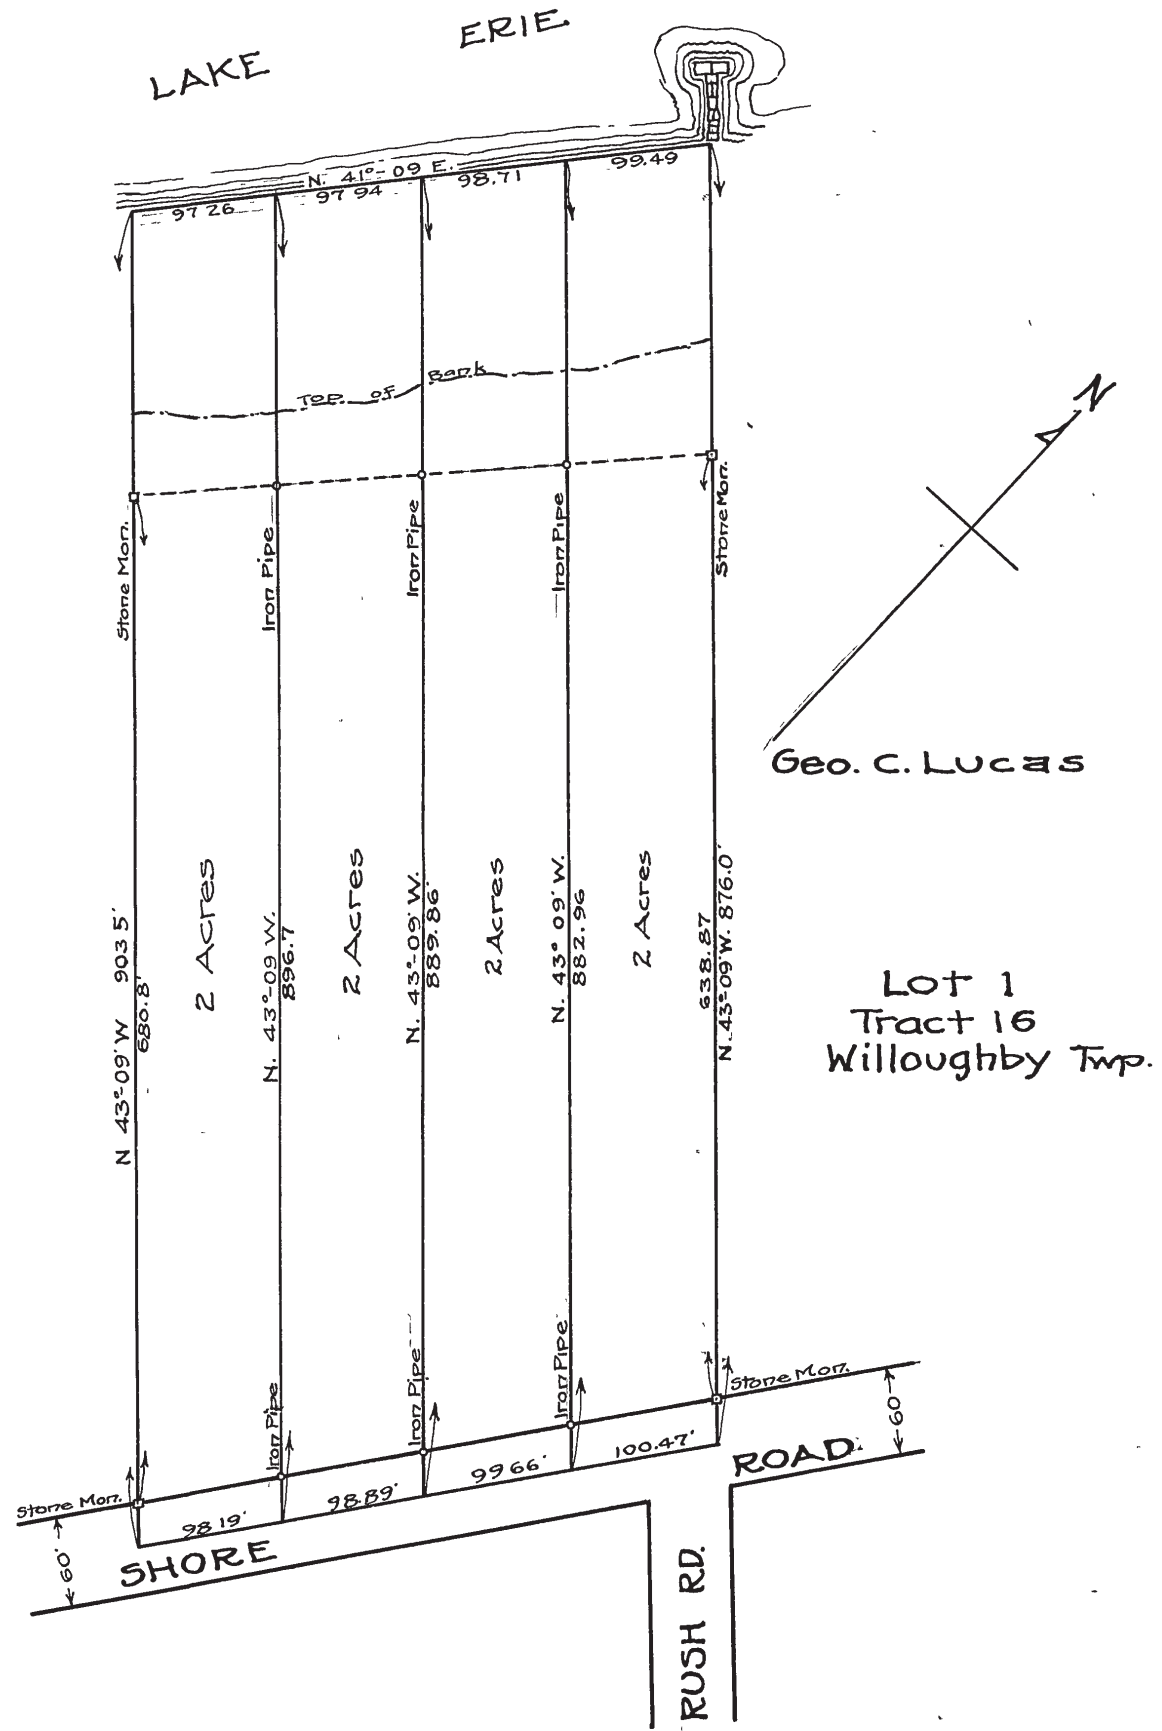 LAKE ERIE.
N. 41°-09 E.
97 26
97 94
98.71
99.49
Top of Bank
Stone Mon.
Iron Pipe
Iron Pipe
Iron Pipe
Stone Mon.
N
Geo. C. Lucas
N 43°-09' W 903 5'
680.8'
2 Acres
N. 43°-09 W.
896.7
2 Acres
N. 43°-09' W.
889.86'
2 Acres
N. 43° 09' W.
882.96
2 Acres
638.87
N. 43°-09' W. 876.0'
Lot 1
Tract 16
Willoughby Twp.
Stone Mon.
Iron Pipe
Iron Pipe
Iron Pipe
Stone Mon.
98 19'
98.89'
99 66'
100.47'
60'
60
SHORE ROAD.
RUSH RD.